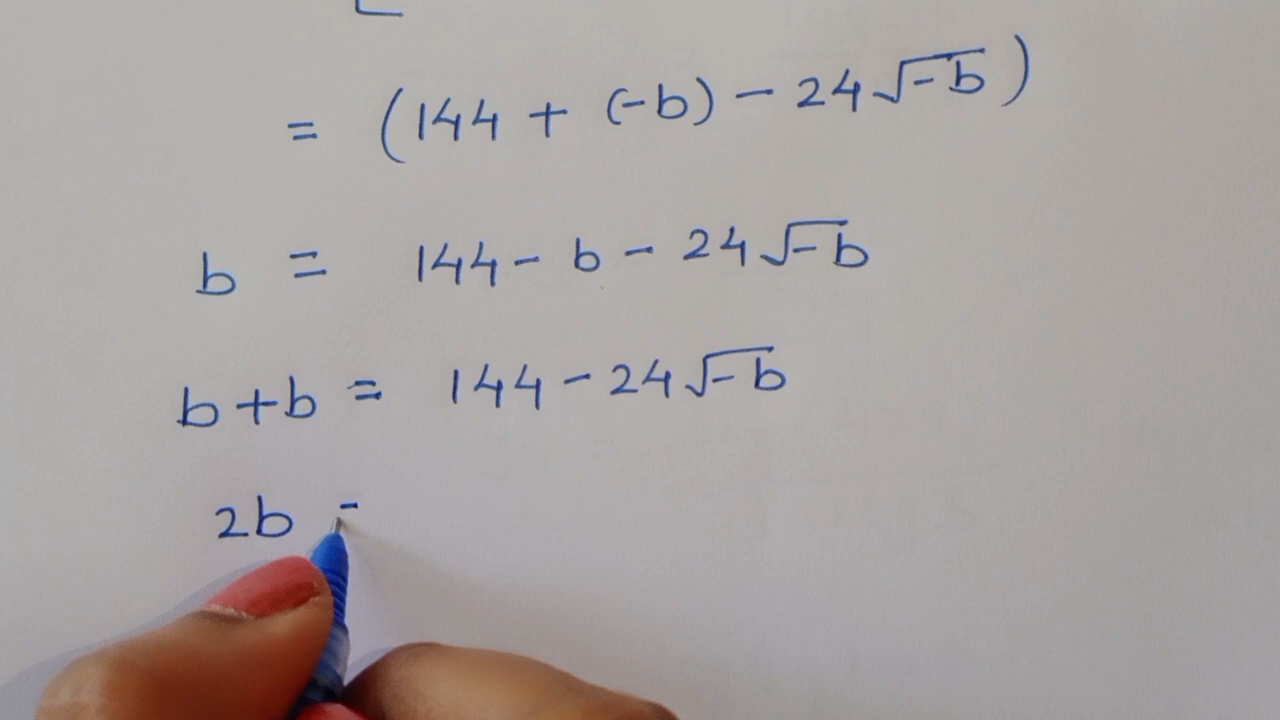 = (144 + (-b) - 24√-b)
b = 144 - b - 24√-b
b + b = 144 - 24√-b
2b =